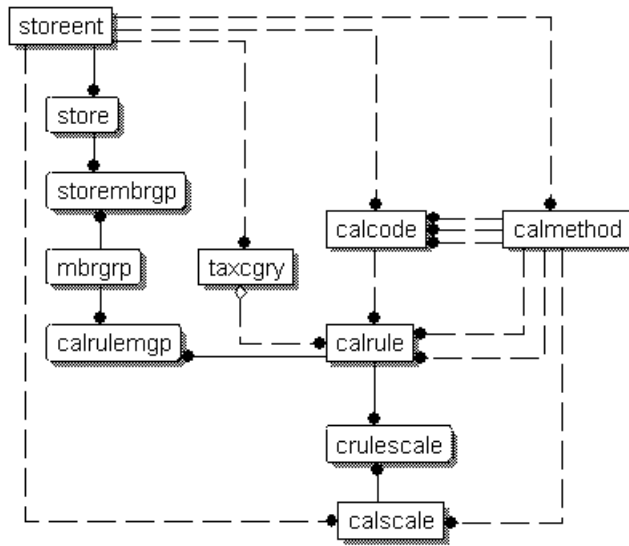 storeent
store
storembrgp
calcode
calmethod
mbrgrp
taxcgry
calrulemgp
calrule
crulescale
calscale